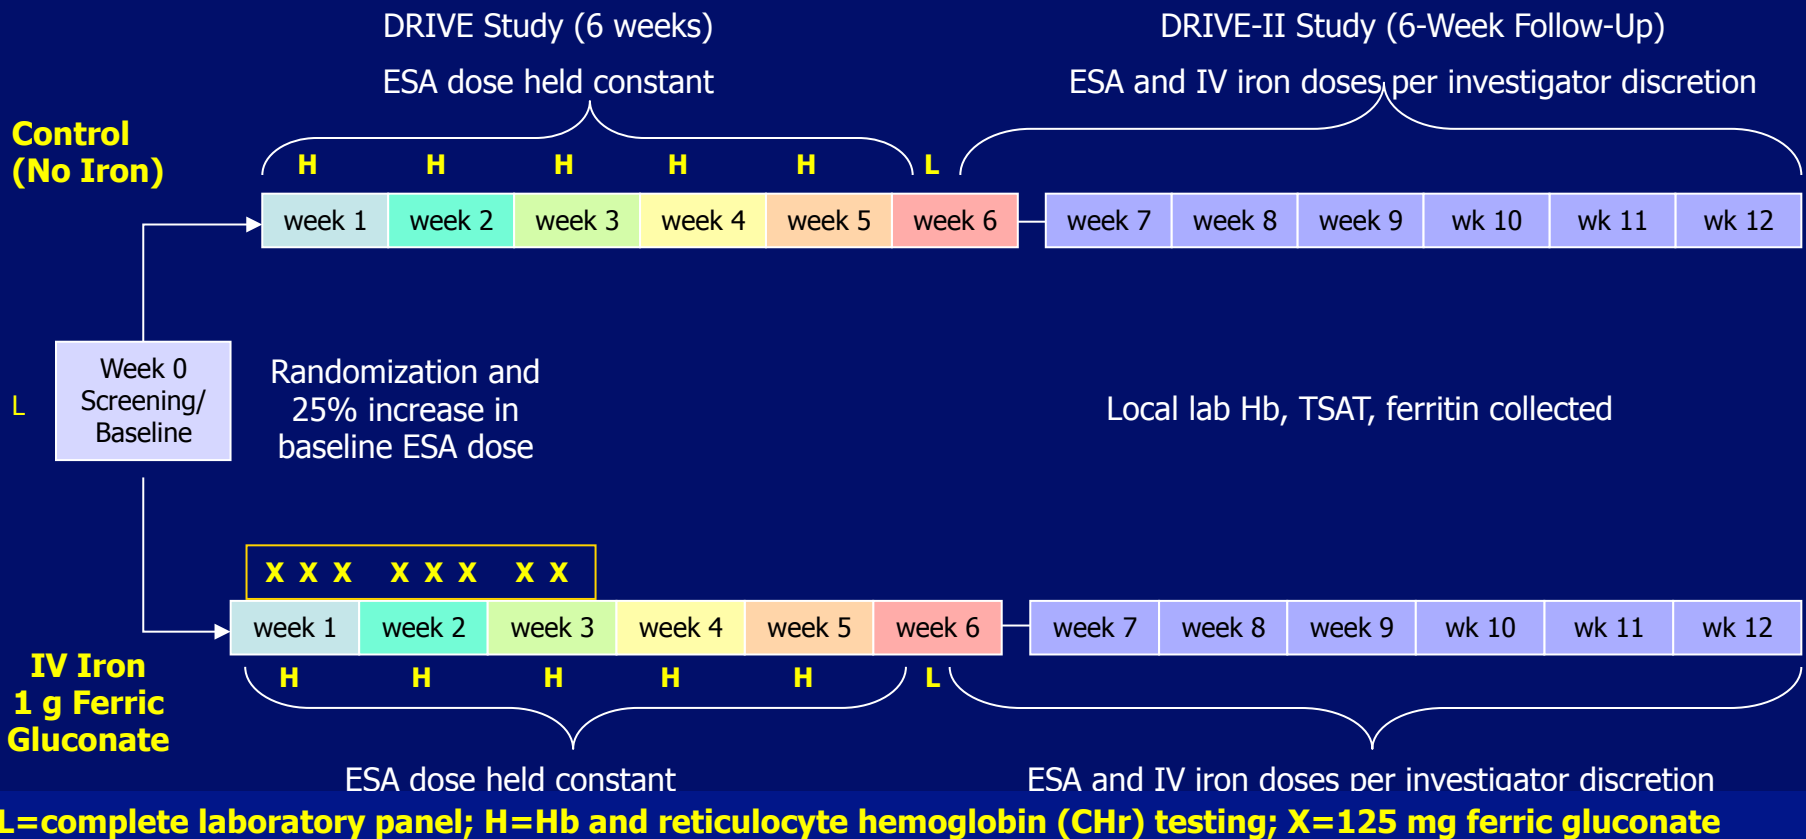 DRIVE Study (6 weeks)
DRIVE-II Study (6-Week Follow-Up)
ESA dose held constant
ESA and IV iron doses per investigator discretion
Control
(No Iron)
H H H H H L
week 1 week 2 week 3 week 4 week 5 week 6 week 7 week 8 week 9 wk 10 wk 11 wk 12
L
Week 0
Screening/
Baseline
Randomization and
25% increase in
baseline ESA dose
Local lab Hb, TSAT, ferritin collected
X X X X X X X X
week 1 week 2 week 3 week 4 week 5 week 6 week 7 week 8 week 9 wk 10 wk 11 wk 12
H H H H H L
IV Iron
1 g Ferric
Gluconate
ESA dose held constant
ESA and IV iron doses per investigator discretion
L=complete laboratory panel; H=Hb and reticulocyte hemoglobin (CHr) testing; X=125 mg ferric gluconate